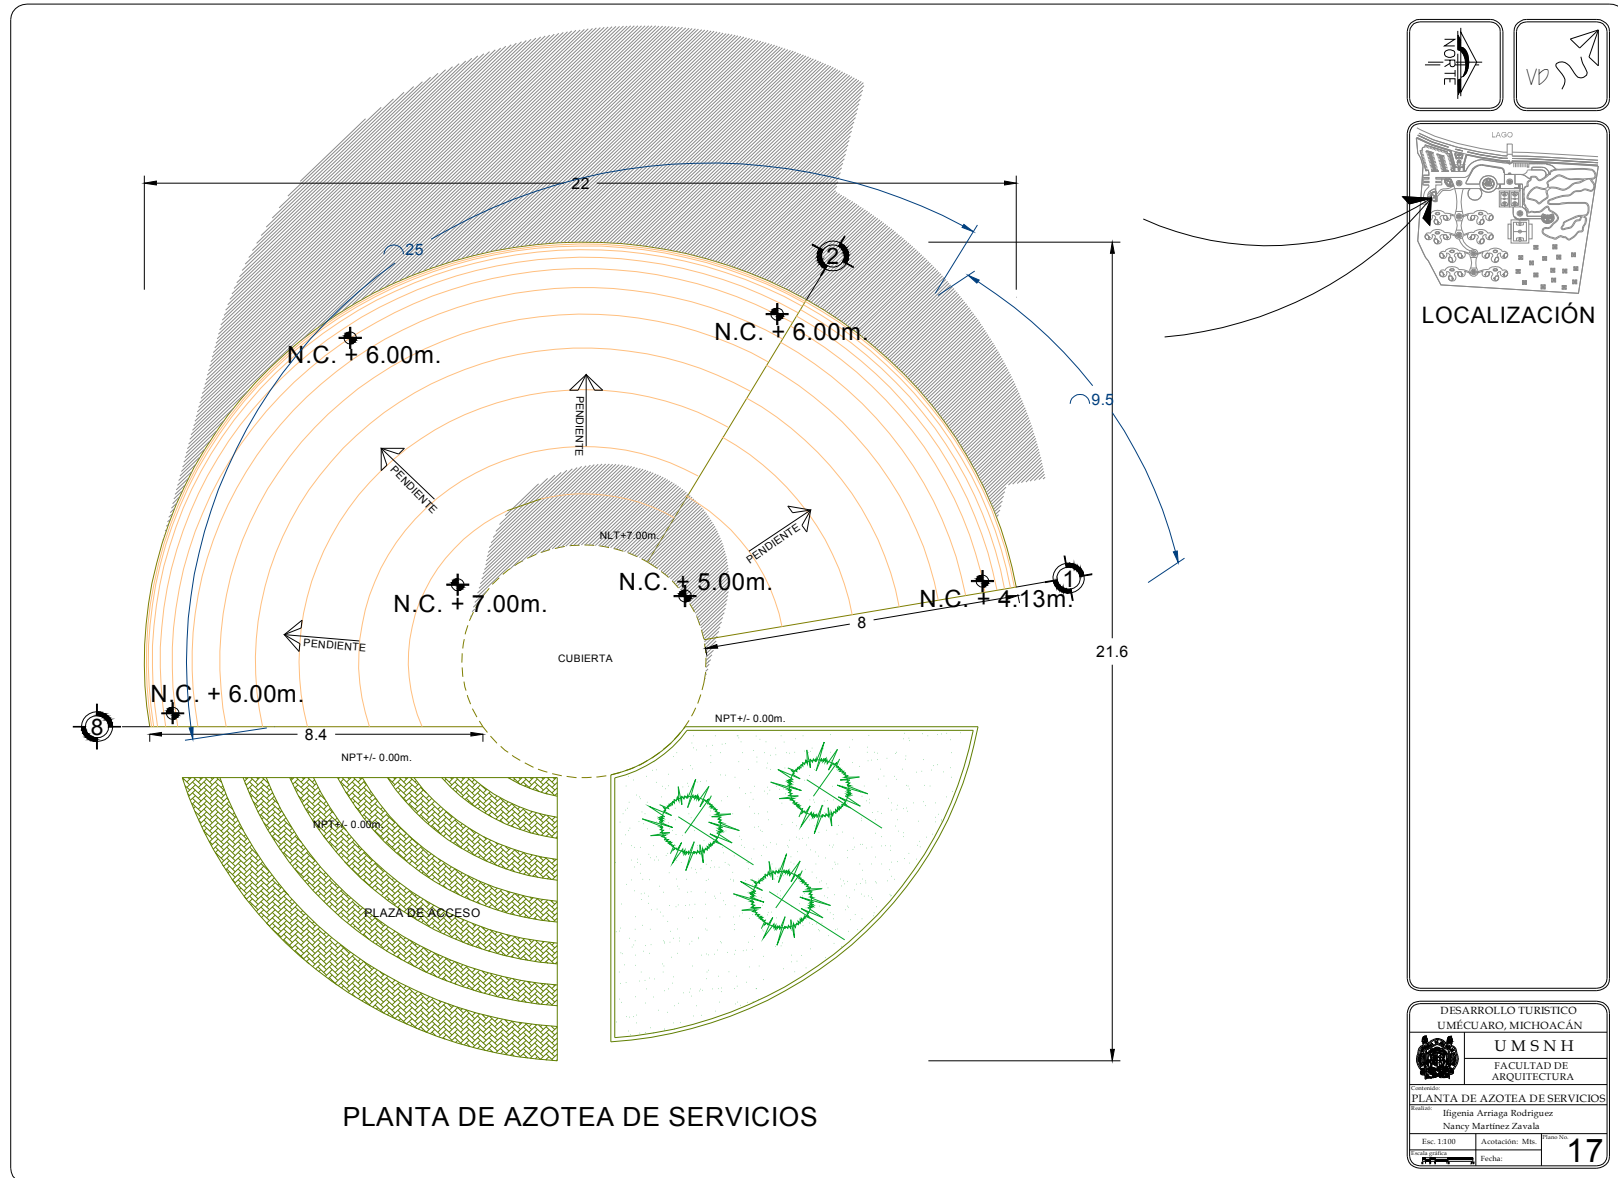 22
25
2
N.C. + 6.00m.
N.C. + 6.00m.
9.5
PENDIENTE
PENDIENTE
NLT+7.00m.
PENDIENTE
N.C. + 5.00m.
1
N.C. + 7.00m.
N.C. + 4.13m.
8
PENDIENTE
CUBIERTA
21.6
N.C. + 6.00m.
8
8.4
NPT+/- 0.00m.
NPT+/- 0.00m.
NPT+/- 0.00m.
PLAZA DE ACCESO
PLANTA DE AZOTEA DE SERVICIOS
NORTE
VD
LAGO
LOCALIZACIÓN
DESARROLLO TURISTICO
UMÉCUARO, MICHOACÁN
U M S N H
FACULTAD DE
ARQUITECTURA
Contenido:
PLANTA DE AZOTEA DE SERVICIOS
Realizó:
Ifigenia Arriaga Rodriguez
Nancy Martinez Zavala
Esc. 1:100
Acotación: Mts.
Plano No.
17
Escala gráfica
Fecha: